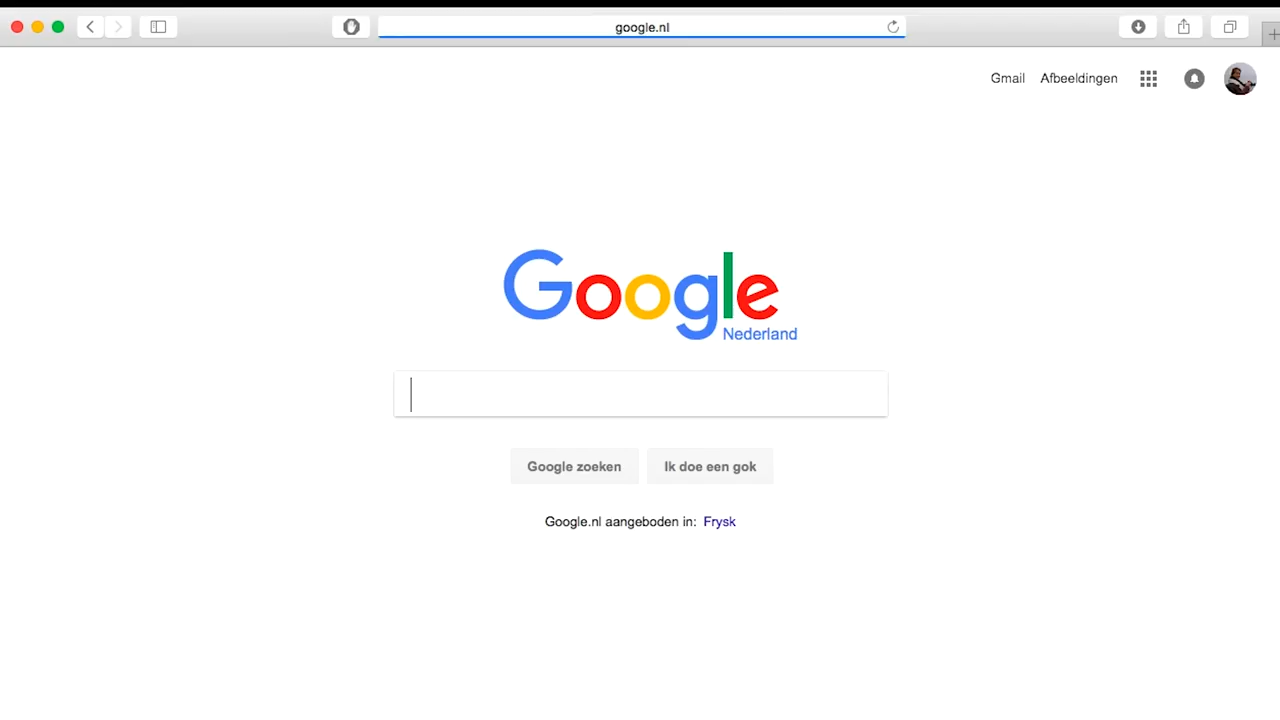 google.nl
Gmail Afbeeldingen
Google
Nederland
Google zoeken Ik doe een gok
Google.nl aangeboden in: Frysk